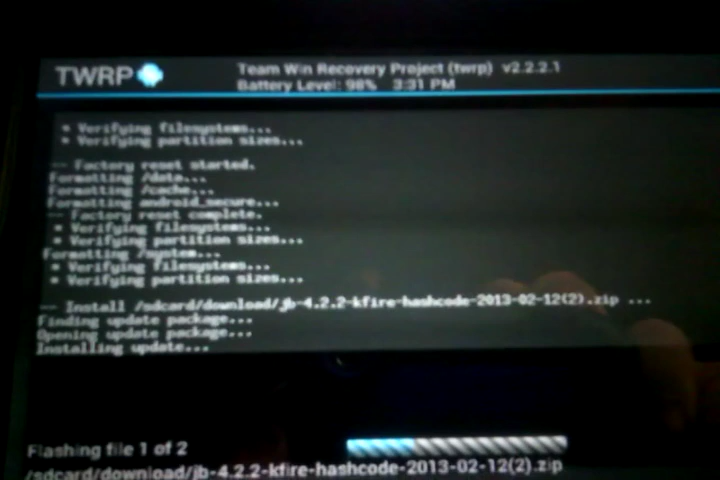 TWRP
Team Win Recovery Project (twrp) v2.2.2.1
Battery Level: 98% 3:31 PM
* Verifying filesystems...
* Verifying partition sizes...
-- Factory reset started.
Formatting /data...
Formatting /cache...
Formatting android_secure...
-- Factory reset complete.
* Verifying filesystems...
* Verifying partition sizes...
Formatting /system...
* Verifying filesystems...
* Verifying partition sizes...
-- Install /sdcard/download/jb-4.2.2-kfire-hashcode-2013-02-12(2).zip ...
Finding update package...
Opening update package...
Installing update...
Flashing file 1 of 2
/sdcard/download/jb-4.2.2-kfire-hashcode-2013-02-12(2).zip